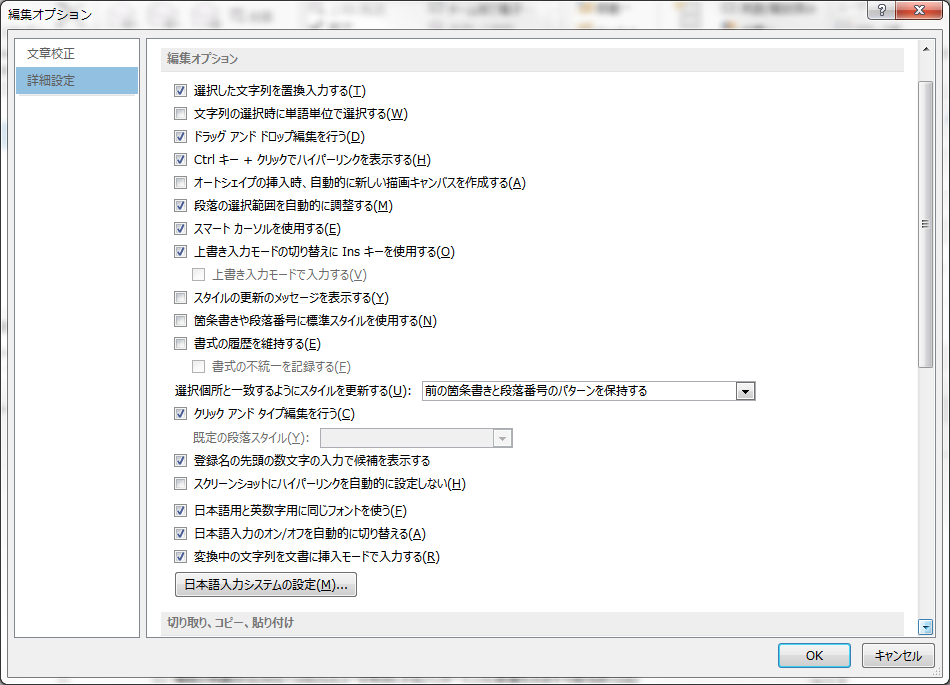 編集オプション
?
文章校正
詳細設定
編集オプション
選択した文字列を置換入力する(T)
文字列の選択時に単語単位で選択する(W)
ドラッグ アンド ドロップ編集を行う(D)
Ctrl キー + クリックでハイパーリンクを表示する(H)
オートシェイプの挿入時、自動的に新しい描画キャンバスを作成する(A)
段落の選択範囲を自動的に調整する(M)
スマート カーソルを使用する(E)
上書き入力モードの切り替えに Ins キーを使用する(O)
上書き入力モードで入力する(V)
スタイルの更新のメッセージを表示する(Y)
箇条書きや段落番号に標準スタイルを使用する(N)
書式の履歴を維持する(E)
書式の不統一を記録する(F)
選択個所と一致するようにスタイルを更新する(U): 前の箇条書きと段落番号のパターンを保持する
クリック アンド タイプ編集を行う(C)
既定の段落スタイル(Y):
登録名の先頭の数文字の入力で候補を表示する
スクリーンショットにハイパーリンクを自動的に設定しない(H)
日本語用と英数字用に同じフォントを使う(F)
日本語入力のオン/オフを自動的に切り替える(A)
変換中の文字列を文書に挿入モードで入力する(R)
日本語入力システムの設定(M)...
切り取り、コピー、貼り付け
OK キャンセル